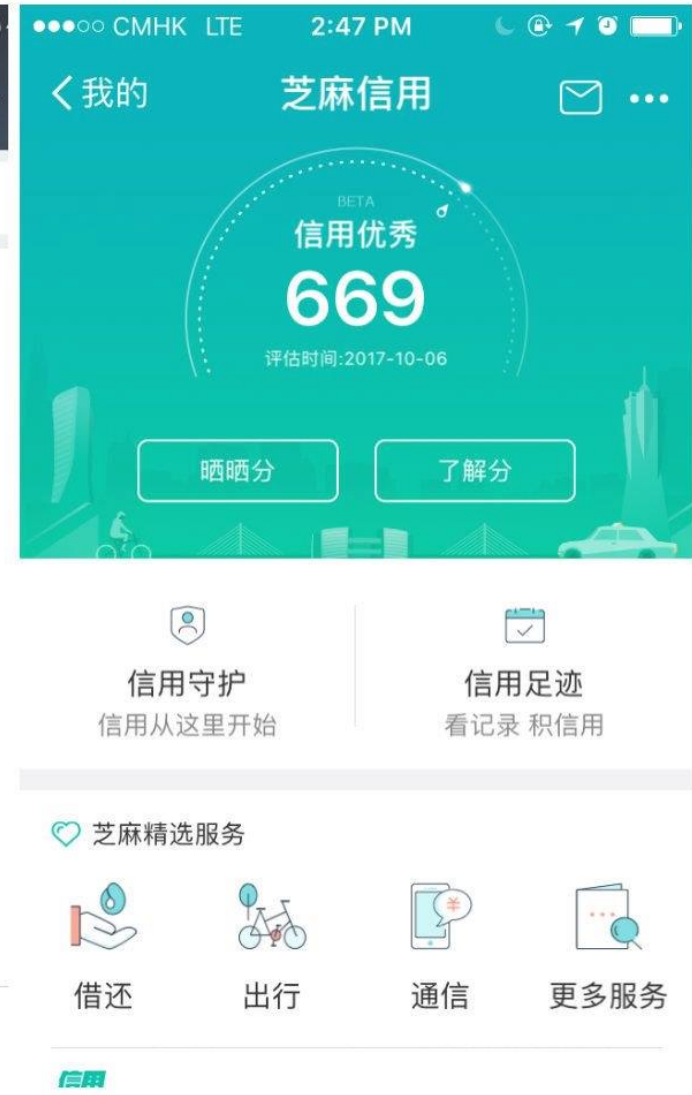 CMHK LTE 2:47 PM
我的 芝麻信用
BETA
信用优秀
669
评估时间:2017-10-06
晒晒分 了解分
信用守护 信用足迹
信用从这里开始 看记录 积信用
芝麻精选服务
¥
借还 出行 通信 更多服务
信用